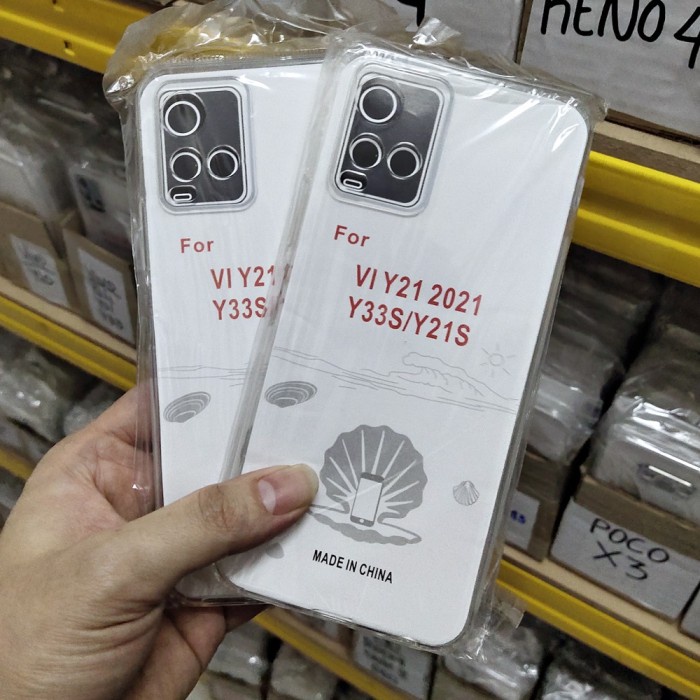 RENO 4
For
VI Y21
Y33S/
For
VI Y21 2021
Y33S/Y21S
MADE IN CHINA
POCO
X3